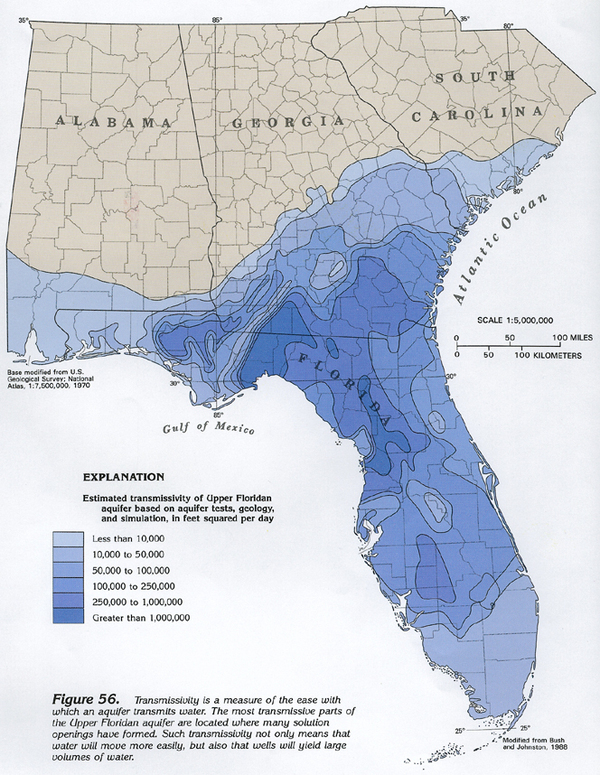 35°
85°
35°
80°
SOUTH
CAROLINA
ALABAMA
GEORGIA
80°
Atlantic Ocean
SCALE 1:5,000,000
0 50 100 MILES
0 50 100 KILOMETERS
FLORIDA
Base modified from U.S.
Geological Survey; National
Atlas, 1:7,500,000, 1970
30°
30°
85°
Gulf of Mexico
EXPLANATION
Estimated transmissivity of Upper Floridan
aquifer based on aquifer tests, geology,
and simulation, in feet squared per day
Less than 10,000
10,000 to 50,000
50,000 to 100,000
100,000 to 250,000
250,000 to 1,000,000
Greater than 1,000,000
Figure 56. Transmissivity is a measure of the ease with
which an aquifer transmits water. The most transmissive parts of
the Upper Floridan aquifer are located where many solution
openings have formed. Such transmissivity not only means that
water will move more easily, but also that wells will yield large
volumes of water.
25°
25°
Modified from Bush
and Johnston, 1988